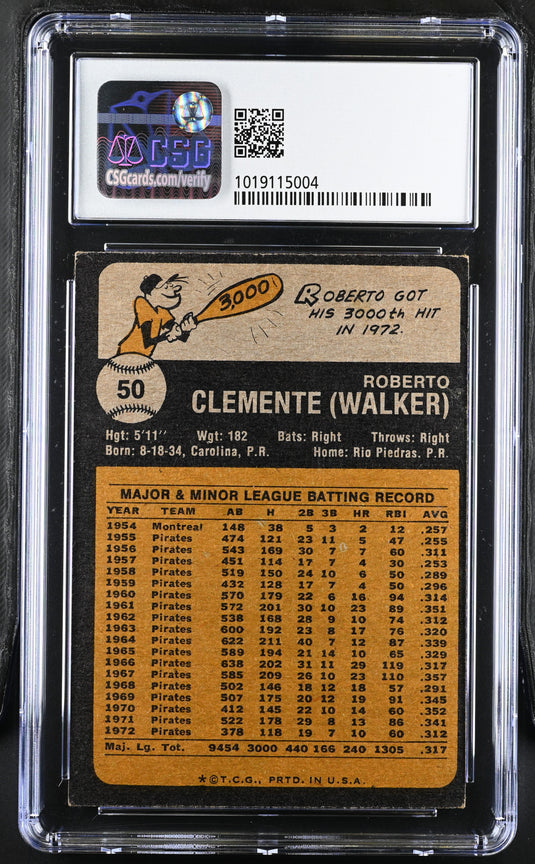 CSG
CSGcards.com/verify
1019115004
3,000
ROBERTO GOT
HIS 3000th HIT
IN 1972.
50
ROBERTO
CLEMENTE (WALKER)
Hgt: 5'11" Wgt: 182 Bats: Right Throws: Right
Born: 8-18-34, Carolina, P.R. Home: Rio Piedras. P.R.
MAJOR & MINOR LEAGUE BATTING RECORD
YEAR TEAM AB H 2B 3B HR RBI AVG
1954 Montreal 148 38 5 3 2 12 .257
1955 Pirates 474 121 23 11 5 47 .255
1956 Pirates 543 169 30 7 7 60 .311
1957 Pirates 451 114 17 7 4 30 .253
1958 Pirates 519 150 24 10 6 50 .289
1959 Pirates 432 128 17 7 4 50 .296
1960 Pirates 570 179 22 6 16 94 .314
1961 Pirates 572 201 30 10 23 89 .351
1962 Pirates 538 168 28 9 10 74 .312
1963 Pirates 600 192 23 8 17 76 .320
1964 Pirates 622 211 40 7 12 87 .339
1965 Pirates 589 194 21 14 10 65 .329
1966 Pirates 638 202 31 11 29 119 .317
1967 Pirates 585 209 26 10 23 110 .357
1968 Pirates 502 146 18 12 18 57 .291
1969 Pirates 507 175 20 12 19 91 .345
1970 Pirates 412 145 22 10 14 60 .352
1971 Pirates 522 178 29 8 13 86 .341
1972 Pirates 378 118 19 7 10 60 .312
Maj. Lg. Tot. 9454 3000 440 166 240 1305 .317
*©T.C.G., PRTD. IN U.S.A.